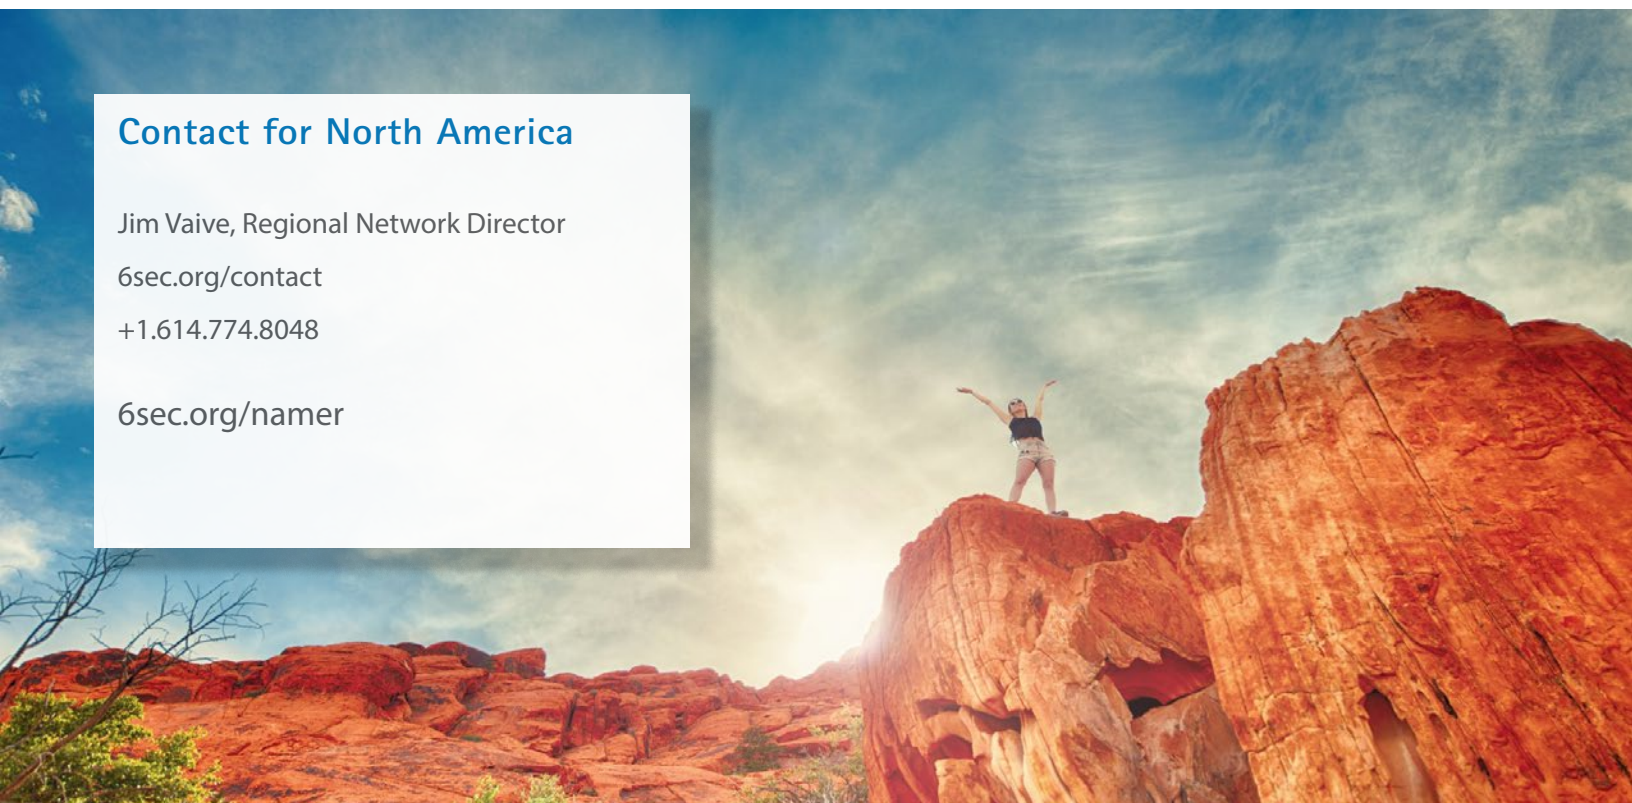 Contact for North America
Jim Vaive, Regional Network Director
6sec.org/contact
+1.614.774.8048
6sec.org/namer